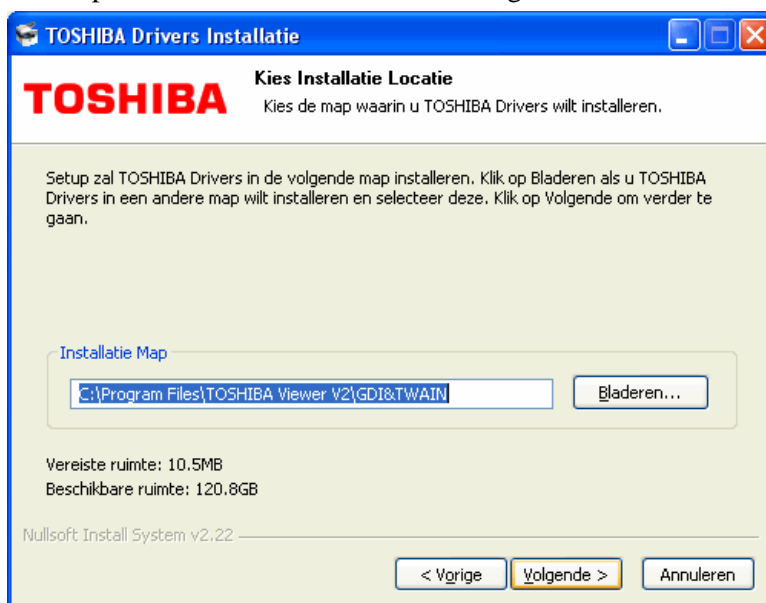 TOSHIBA Drivers Installatie
TOSHIBA
Kies Installatie Locatie
Kies de map waarin u TOSHIBA Drivers wilt installeren.
Setup zal TOSHIBA Drivers in de volgende map installeren. Klik op Bladeren als u TOSHIBA
Drivers in een andere map wilt installeren en selecteer deze. Klik op Volgende om verder te
gaan.
Installatie Map
C:\Program Files\TOSHIBA Viewer V2\GDI&TWAIN
Bladeren...
Vereiste ruimte: 10.5MB
Beschikbare ruimte: 120.8GB
Nullsoft Install System v2.22
< Vorige
Volgende >
Annuleren